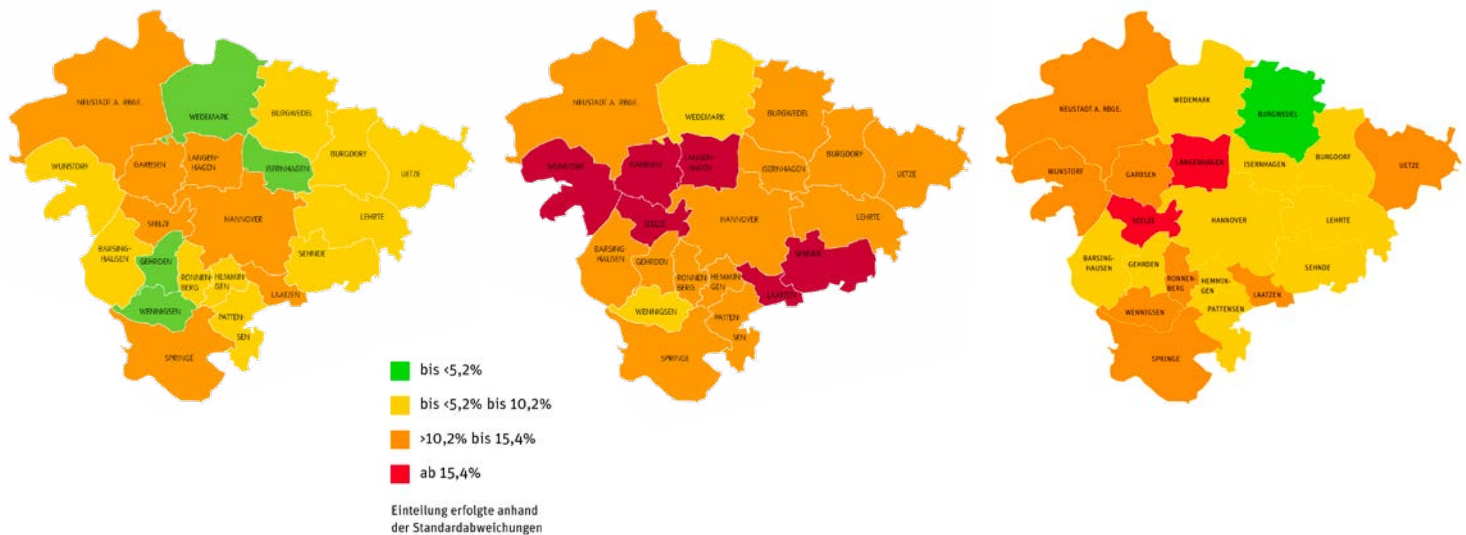 NEUSTADT A. RBGE.
WEDEMARK
BURGWEDEL
WUNSTORF
GARBSEN
LANGEN-
HAGEN
ISERNHAGEN
BURGDORF
UETZE
SEELZE
HANNOVER
LEHRTE
BARSING-
HAUSEN
GEHRDEN
RONNEN-
BERG
HEMMIN-
GEN
SEHNDE
LAATZEN
WENNIGSEN
PATTEN-
SEN
SPRINGE
NEUSTADT A. RBGE.
WEDEMARK
BURGWEDEL
WUNSTORF
GARBSEN
LANGEN-
HAGEN
ISERNHAGEN
BURGDORF
UETZE
SEELZE
HANNOVER
LEHRTE
BARSING-
HAUSEN
GEHRDEN
RONNEN-
BERG
HEMMIN-
GEN
SEHNDE
LAATZEN
WENNIGSEN
PATTEN-
SEN
SPRINGE
NEUSTADT A. RBGE.
WEDEMARK
BURGWEDEL
WUNSTORF
GARBSEN
LANGENHAGEN
ISERNHAGEN
BURGDORF
UETZE
SEELZE
HANNOVER
LEHRTE
BARSING-
HAUSEN
GEHRDEN
RONNEN-
BERG
HEMMIN-
GEN
SEHNDE
LAATZEN
WENNIGSEN
PATTENSEN
SPRINGE
bis <5,2%
bis <5,2% bis 10,2%
>10,2% bis 15,4%
ab 15,4%
Einteilung erfolgte anhand
der Standardabweichungen